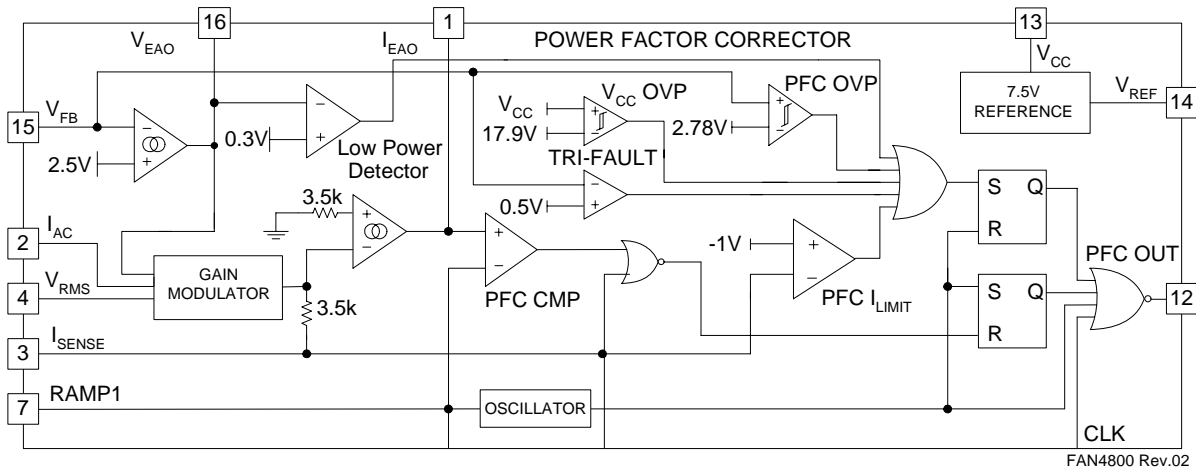 16
1
13
V_EAO
I_EAO
POWER FACTOR CORRECTOR
V_CC
7.5V
REFERENCE
V_REF
14
15
V_FB
2.5V
0.3V
Low Power
Detector
V_CC
V_CC OVP
17.9V
TRI-FAULT
0.5V
PFC OVP
2.78V
3.5k
2
I_AC
GAIN
MODULATOR
V_RMS
4
3.5k
PFC CMP
-1V
PFC I_LIMIT
S Q
R
S Q
R
PFC OUT
12
3
I_SENSE
7
RAMP1
OSCILLATOR
CLK
FAN4800 Rev.02
− + − + + − + − − + + − + − + −